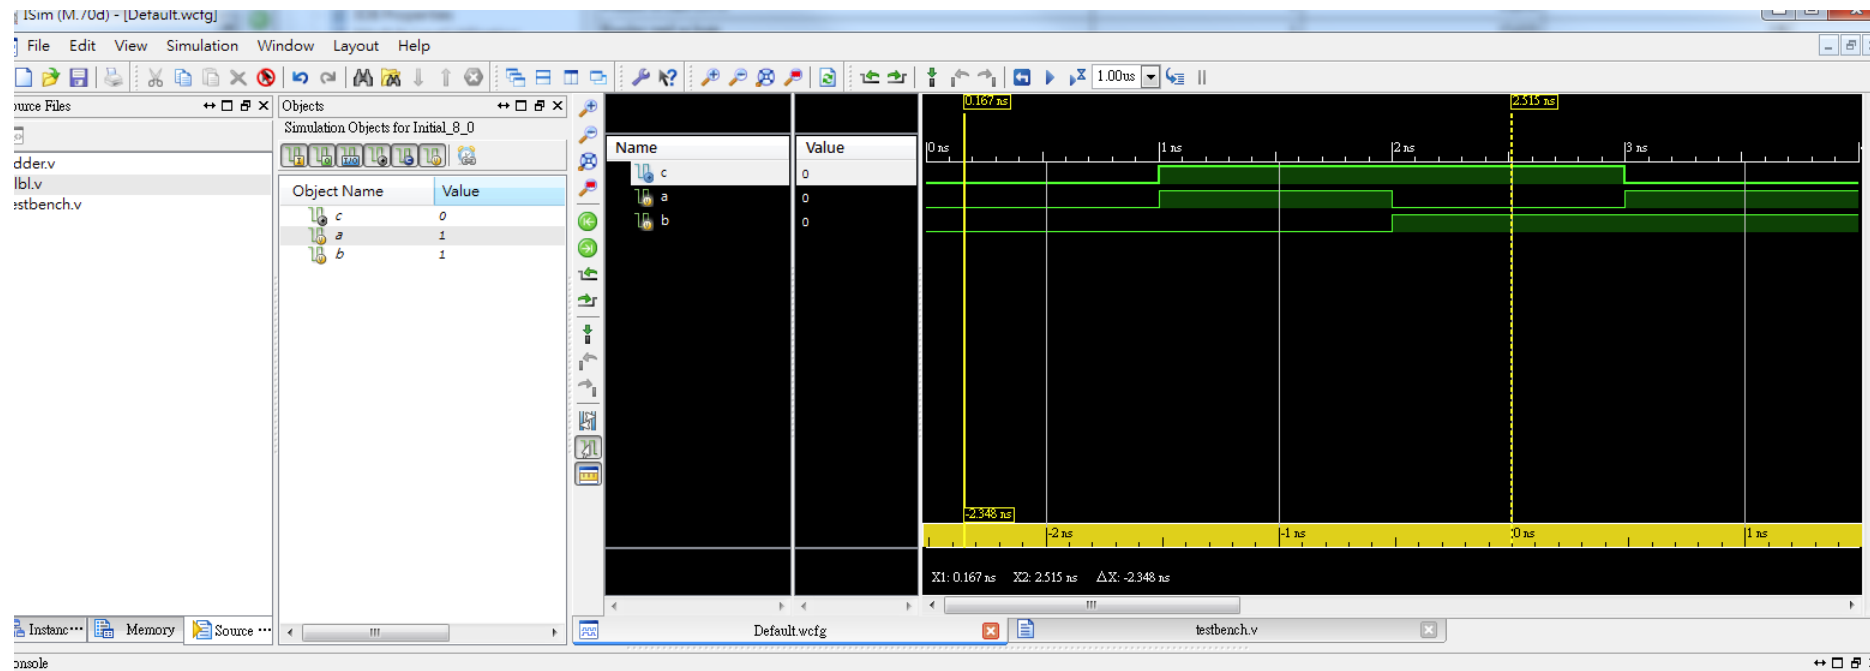 ISim (M.70d) - [Default.wcfg]
File Edit View Simulation Window Layout Help
1.00us
Source Files
Objects
Simulation Objects for Initial_8_0
dder.v
lbl.v
estbench.v
Object Name Value
c 0
a 1
b 1
Name Value
c 0
a 0
b 0
0.167 ns 2.515 ns
0 ns 1 ns 2 ns 3 ns
-2.348 ns
-2 ns -1 ns 0 ns 1 ns
X1: 0.167 ns X2: 2.515 ns ΔX: -2.348 ns
Instanc... Memory Source ...
Default.wcfg testbench.v
onsole